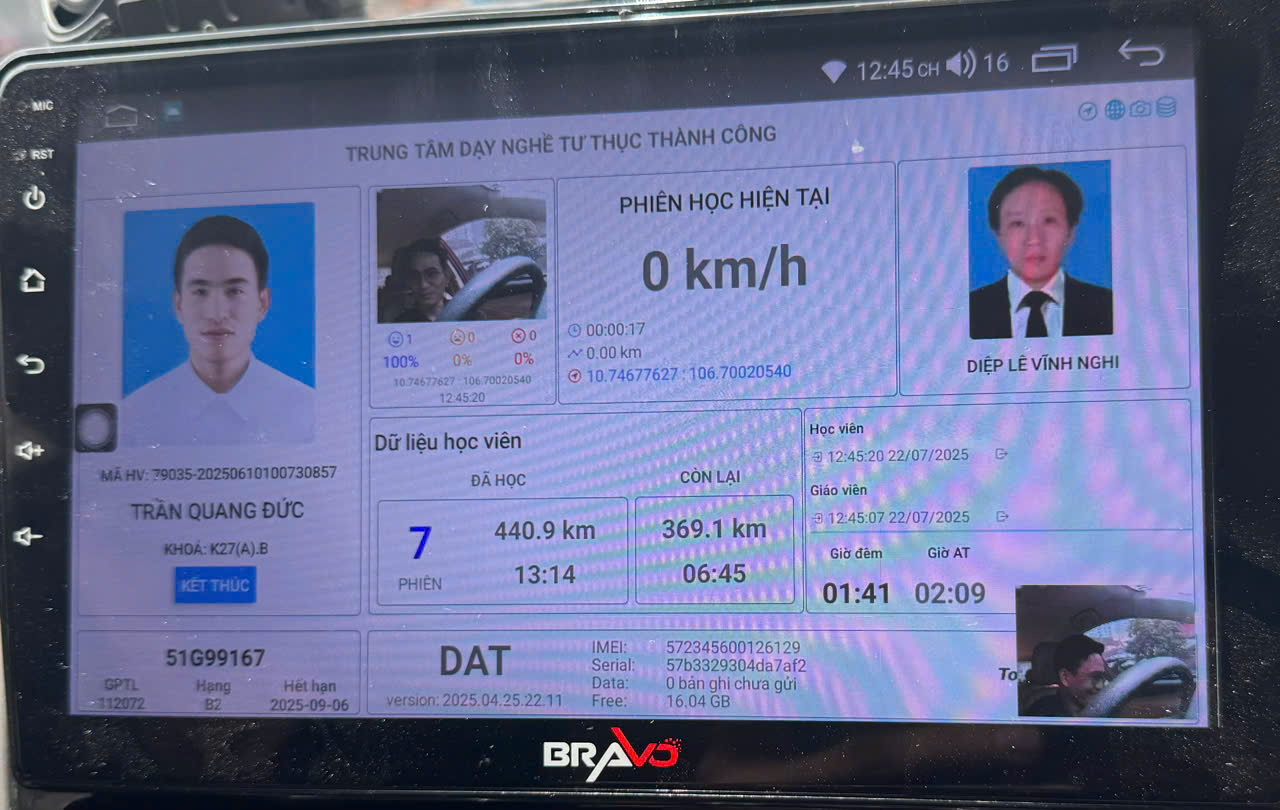 MIC
RST
12:45 CH 16
TRUNG TÂM DẠY NGHỀ TƯ THỤC THÀNH CÔNG
MÃ HV: 79035-20250610100730857
TRẦN QUANG ĐỨC
KHOÁ: K27(A).B
KẾT THÚC
1 0 0
100% 0% 0%
10.74677627 : 106.70020540
12:45:20
PHIÊN HỌC HIỆN TẠI
0 km/h
00:00:17
0.00 km
10.74677627 : 106.70020540
DIỆP LÊ VĨNH NGHI
Dữ liệu học viên
ĐÃ HỌC CÒN LẠI
7 440.9 km 369.1 km
PHIÊN 13:14 06:45
Học viên
12:45:20 22/07/2025
Giáo viên
12:45:07 22/07/2025
Giờ đêm Giờ AT
01:41 02:09
51G99167
GPTL Hạng Hết hạn
112072 B2 2025-09-06
DAT
version: 2025.04.25.22.11
IMEI: 572345600126129
Serial: 57b3329304da7af2
Data: 0 bản ghi chưa gửi
Free: 16.04 GB
BRAVO